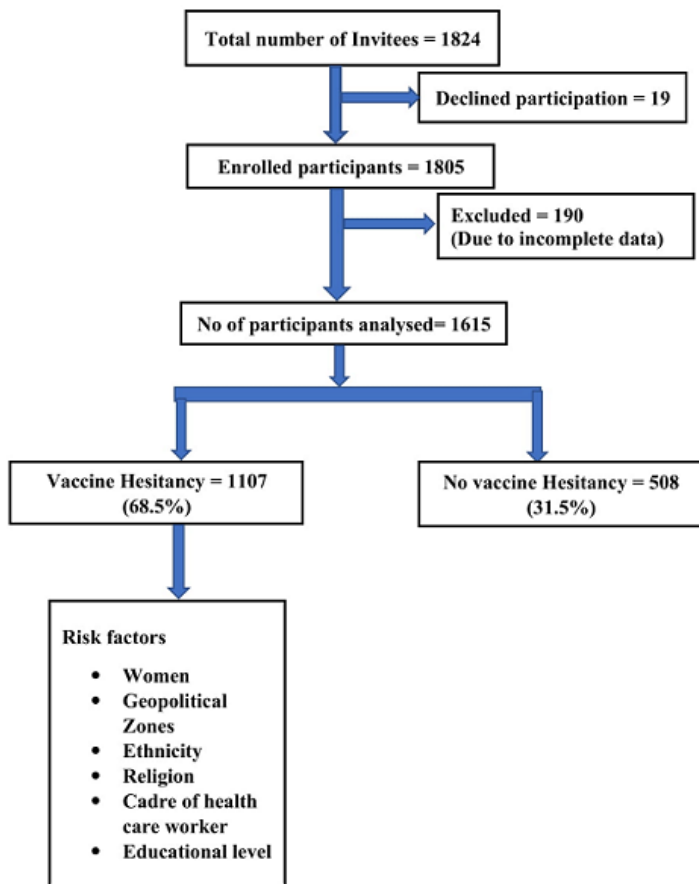 Total number of Invitees = 1824
Declined participation = 19
Enrolled participants = 1805
Excluded = 190
(Due to incomplete data)
No of participants analysed= 1615
Vaccine Hesitancy = 1107
(68.5%)
No vaccine Hesitancy = 508
(31.5%)
Risk factors
• Women
• Geopolitical
Zones
• Ethnicity
• Religion
• Cadre of health
care worker
• Educational level